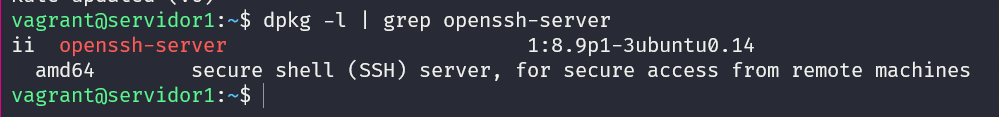 vagrant@servidor1:~$ dpkg -l | grep openssh-server
ii  openssh-server                              1:8.9p1-3ubuntu0.14
  amd64        secure shell (SSH) server, for secure access from remote machines
vagrant@servidor1:~$